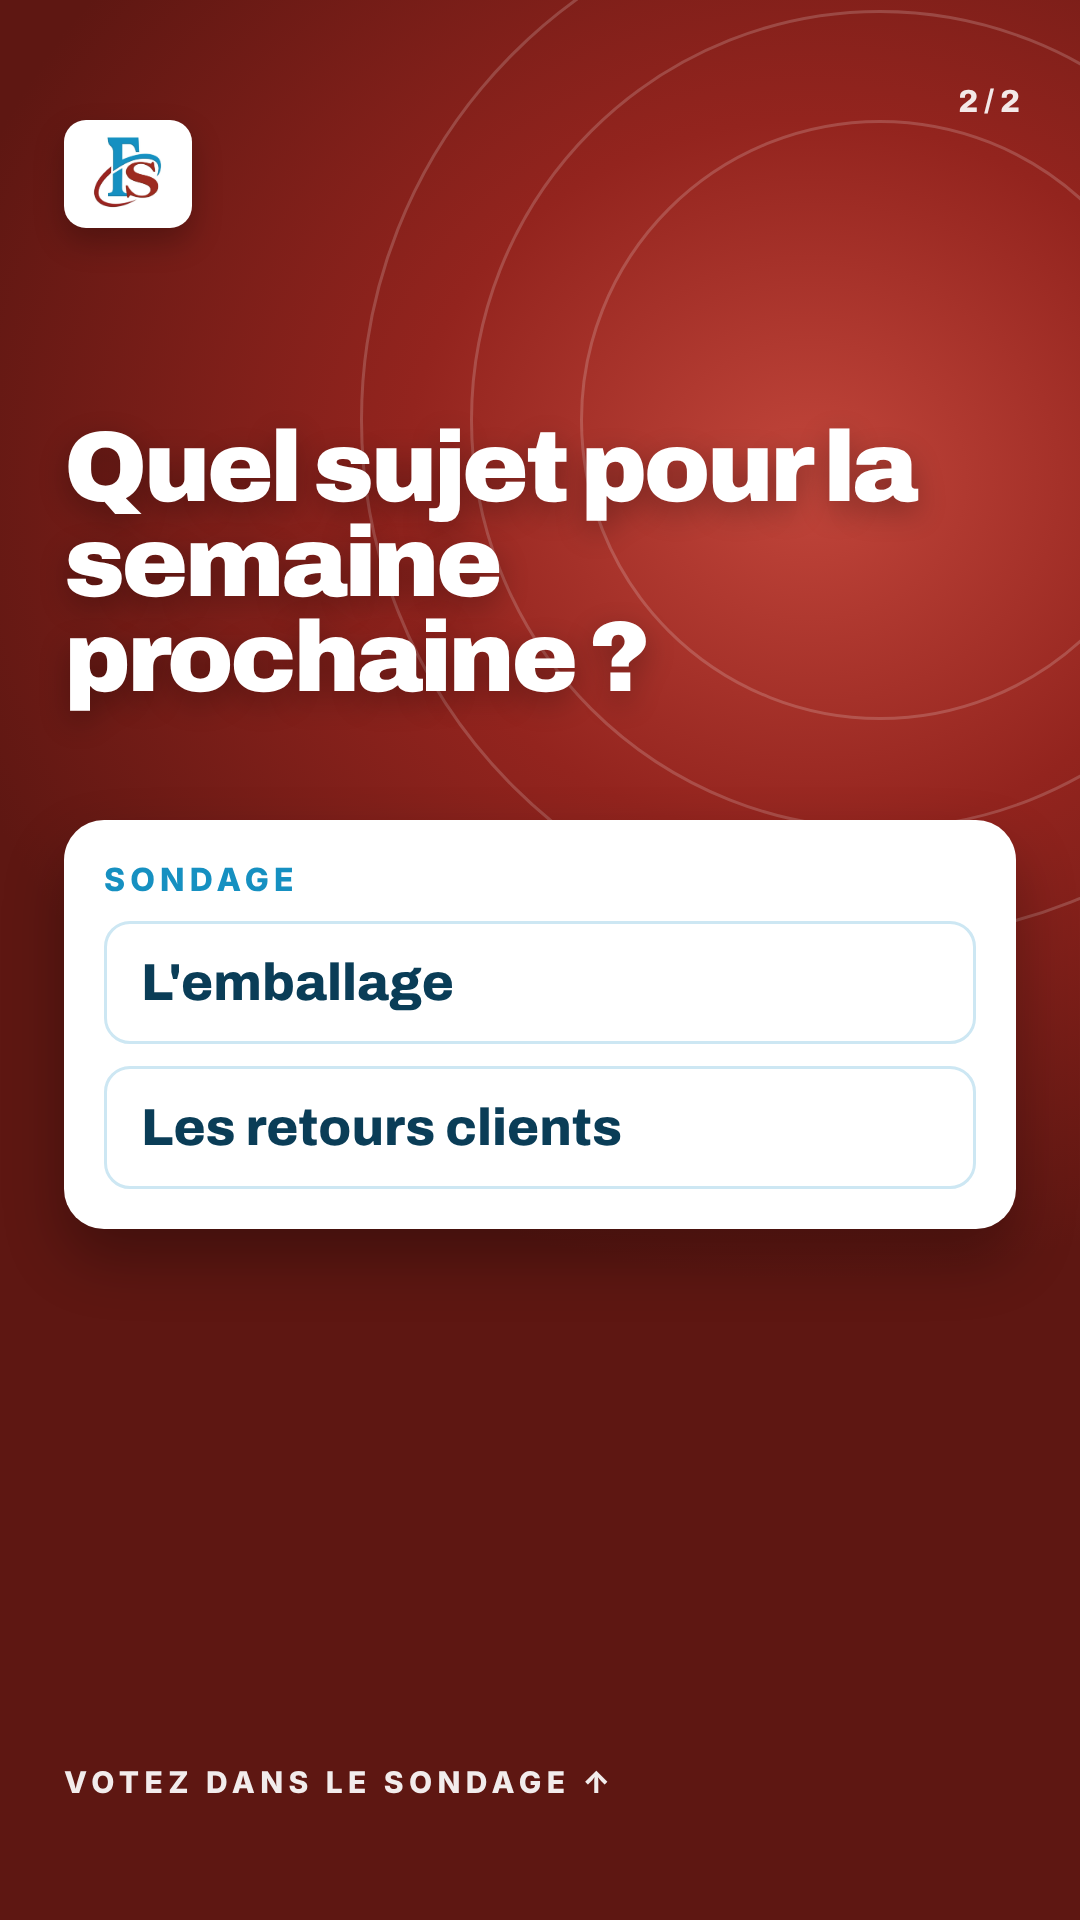 2/2
FS
Quel sujet pour la
semaine
prochaine ?
SONDAGE
L'emballage
Les retours clients
VOTEZ DANS LE SONDAGE ↑